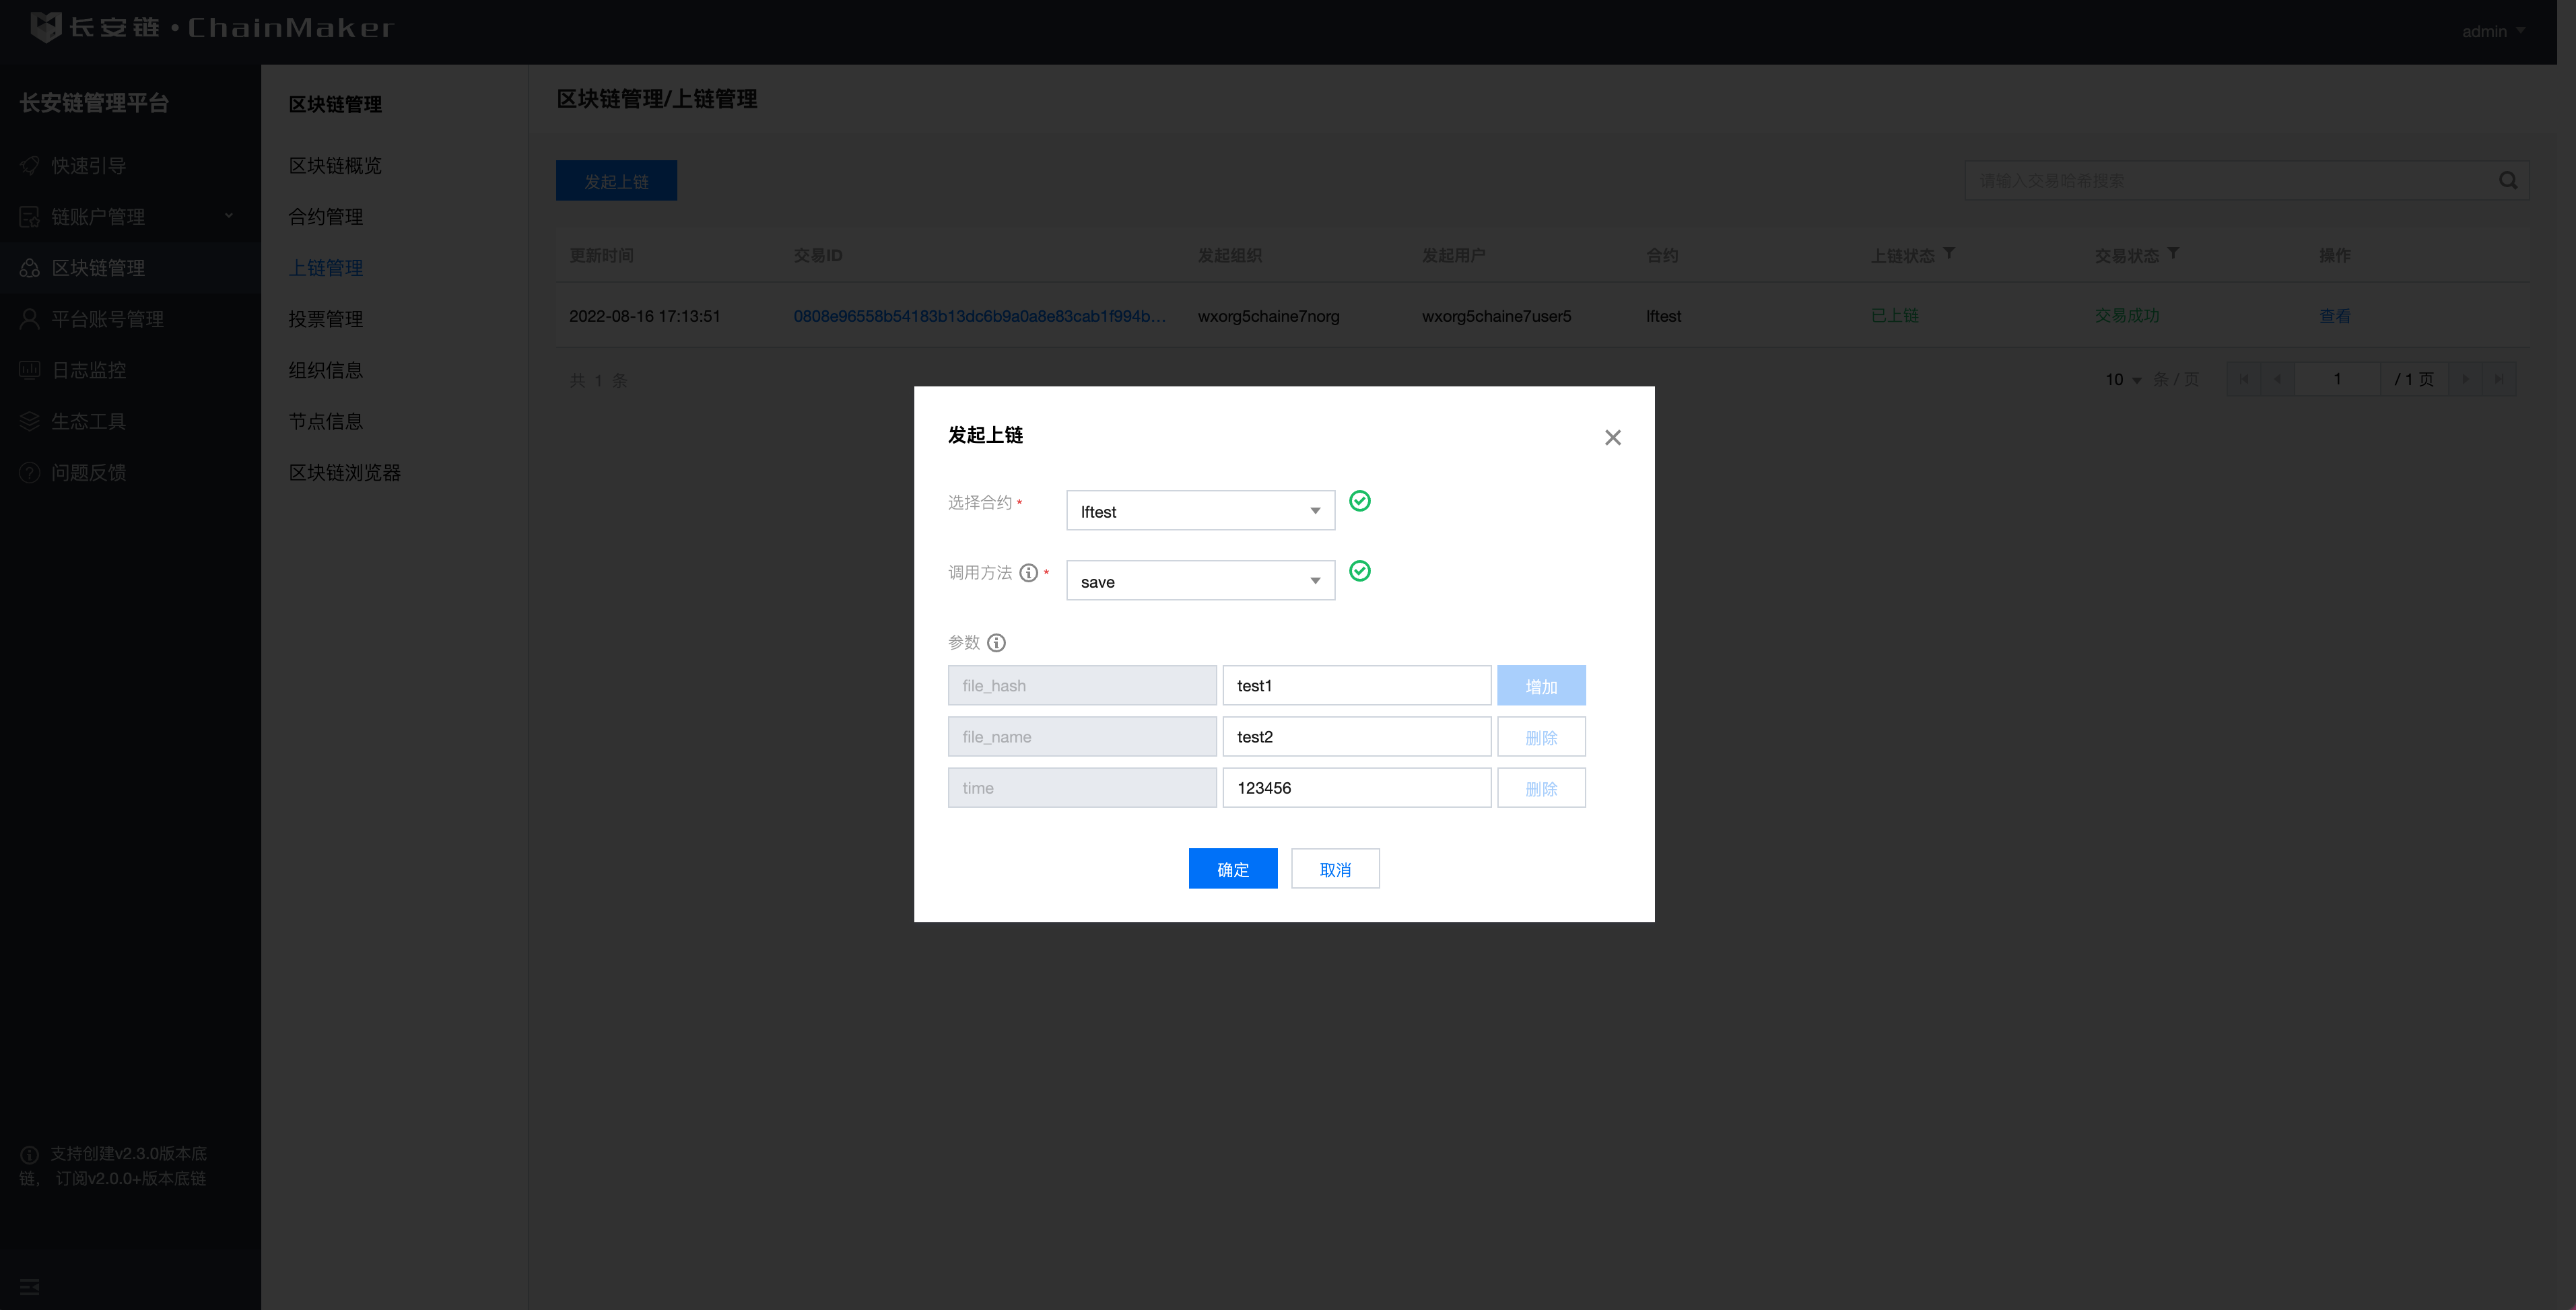 长安链·ChainMaker
admin
长安链管理平台
快速引导
链账户管理
区块链管理
平台账号管理
日志监控
生态工具
问题反馈
支持创建v2.3.0版本底
链， 订阅v2.0.0+版本底链
区块链管理
区块链概览
合约管理
上链管理
投票管理
组织信息
节点信息
区块链浏览器
区块链管理/上链管理
发起上链
请输入交易哈希搜索
更新时间 交易ID 发起组织 发起用户 合约 上链状态 交易状态 操作
2022-08-16 17:13:51 0808e96558b54183b13dc6b9a0a8e83cab1f994b... wxorg5chaine7norg wxorg5chaine7user5 lftest 已上链 交易成功 查看
共 1 条
10 条 / 页 1 / 1 页
发起上链
选择合约 * lftest
调用方法 * save
参数
file_hash test1 增加
file_name test2 删除
time 123456 删除
确定 取消